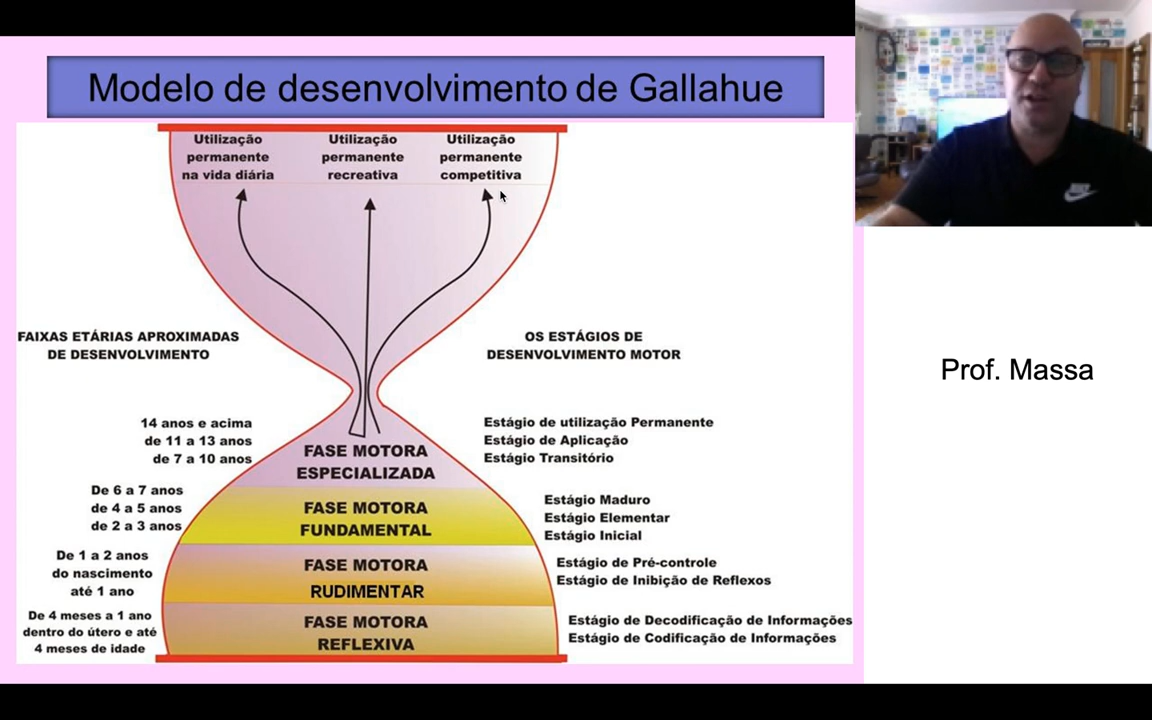 Modelo de desenvolvimento de Gallahue
Utilização
permanente
na vida diária
Utilização
permanente
recreativa
Utilização
permanente
competitiva
FAIXAS ETÁRIAS APROXIMADAS
DE DESENVOLVIMENTO
OS ESTÁGIOS DE
DESENVOLVIMENTO MOTOR
14 anos e acima
de 11 a 13 anos
de 7 a 10 anos
FASE MOTORA
ESPECIALIZADA
Estágio de utilização Permanente
Estágio de Aplicação
Estágio Transitório
De 6 a 7 anos
de 4 a 5 anos
de 2 a 3 anos
FASE MOTORA
FUNDAMENTAL
Estágio Maduro
Estágio Elementar
Estágio Inicial
De 1 a 2 anos
do nascimento
até 1 ano
FASE MOTORA
RUDIMENTAR
Estágio de Pré-controle
Estágio de Inibição de Reflexos
De 4 meses a 1 ano
dentro do útero e até
4 meses de idade
FASE MOTORA
REFLEXIVA
Estágio de Decodificação de Informações
Estágio de Codificação de Informações
Prof. Massa